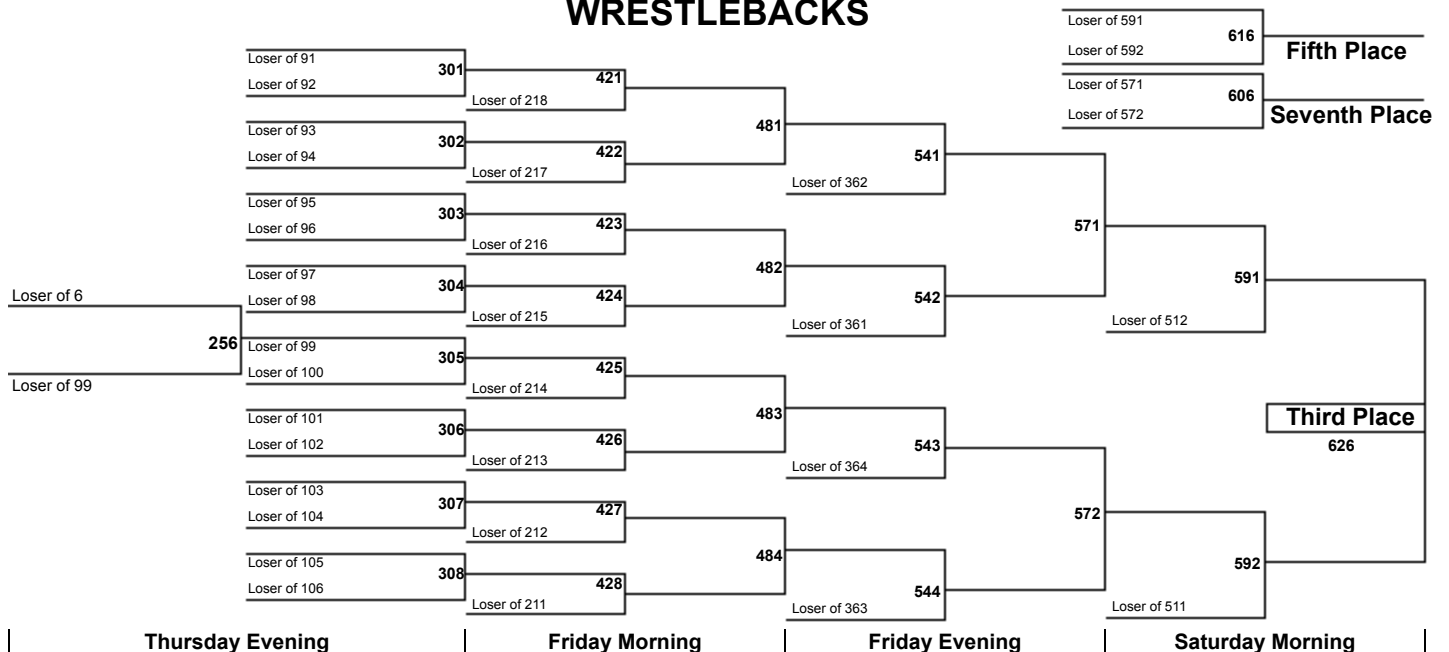 WRESTLEBACKS
Loser of 591
616
Loser of 592
Fifth Place
Loser of 571
606
Loser of 572
Seventh Place
Loser of 6
256
Loser of 99
Loser of 91
301
Loser of 92
Loser of 93
302
Loser of 94
Loser of 95
303
Loser of 96
Loser of 97
304
Loser of 98
Loser of 99
305
Loser of 100
Loser of 101
306
Loser of 102
Loser of 103
307
Loser of 104
Loser of 105
308
Loser of 106
421
Loser of 218
422
Loser of 217
423
Loser of 216
424
Loser of 215
425
Loser of 214
426
Loser of 213
427
Loser of 212
428
Loser of 211
481
482
483
484
541
Loser of 362
542
Loser of 361
543
Loser of 364
544
Loser of 363
571
572
591
Loser of 512
592
Loser of 511
Third Place
626
Thursday Evening
Friday Morning
Friday Evening
Saturday Morning